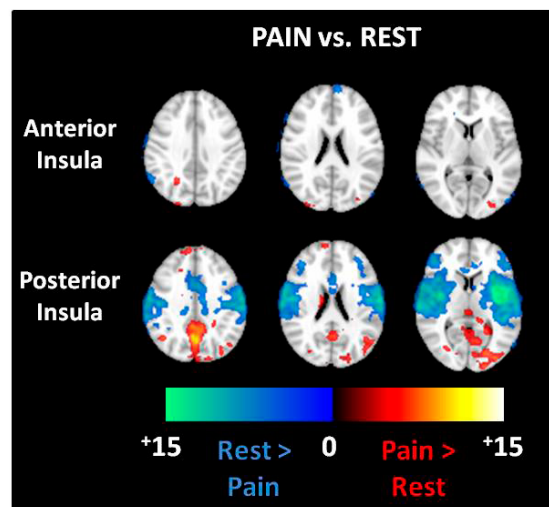 PAIN vs. REST
Anterior
Insula
Posterior
Insula
+15
Rest >
Pain
0
Pain >
Rest
+15